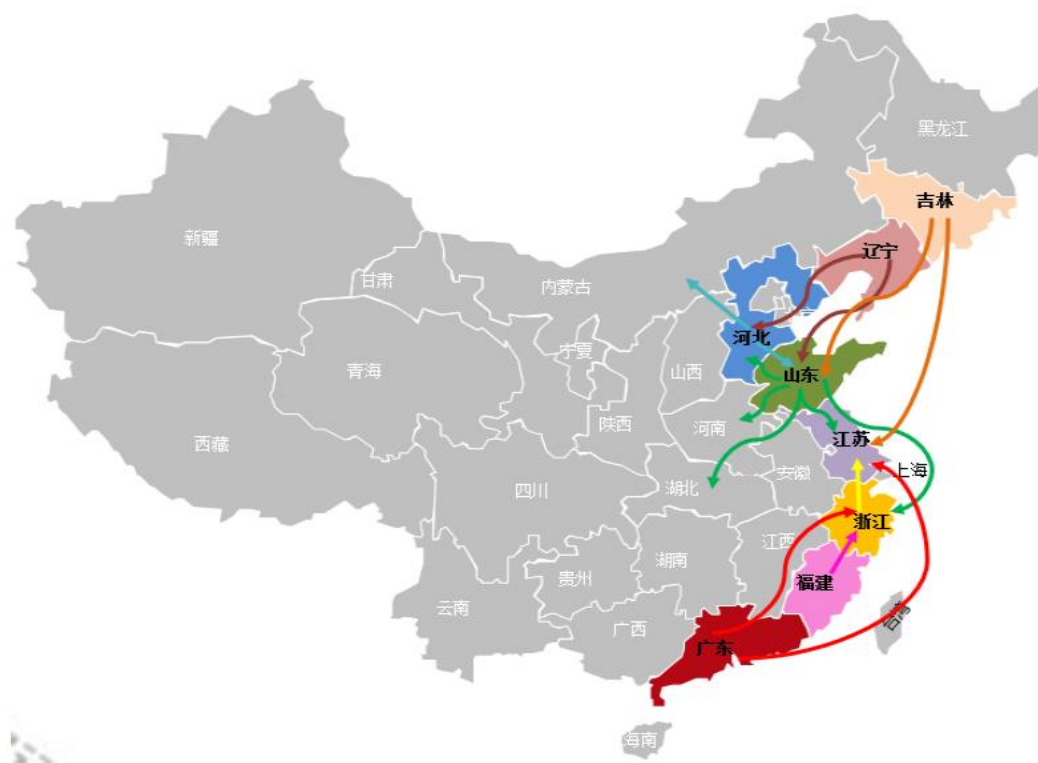 黑龙江
吉林
辽宁
新疆
甘肃
内蒙古
河北
宁夏
山西
山东
青海
陕西
河南
江苏
西藏
安徽
上海
四川
湖北
浙江
江西
湖南
贵州
福建
云南
广西
广东
台湾
海南